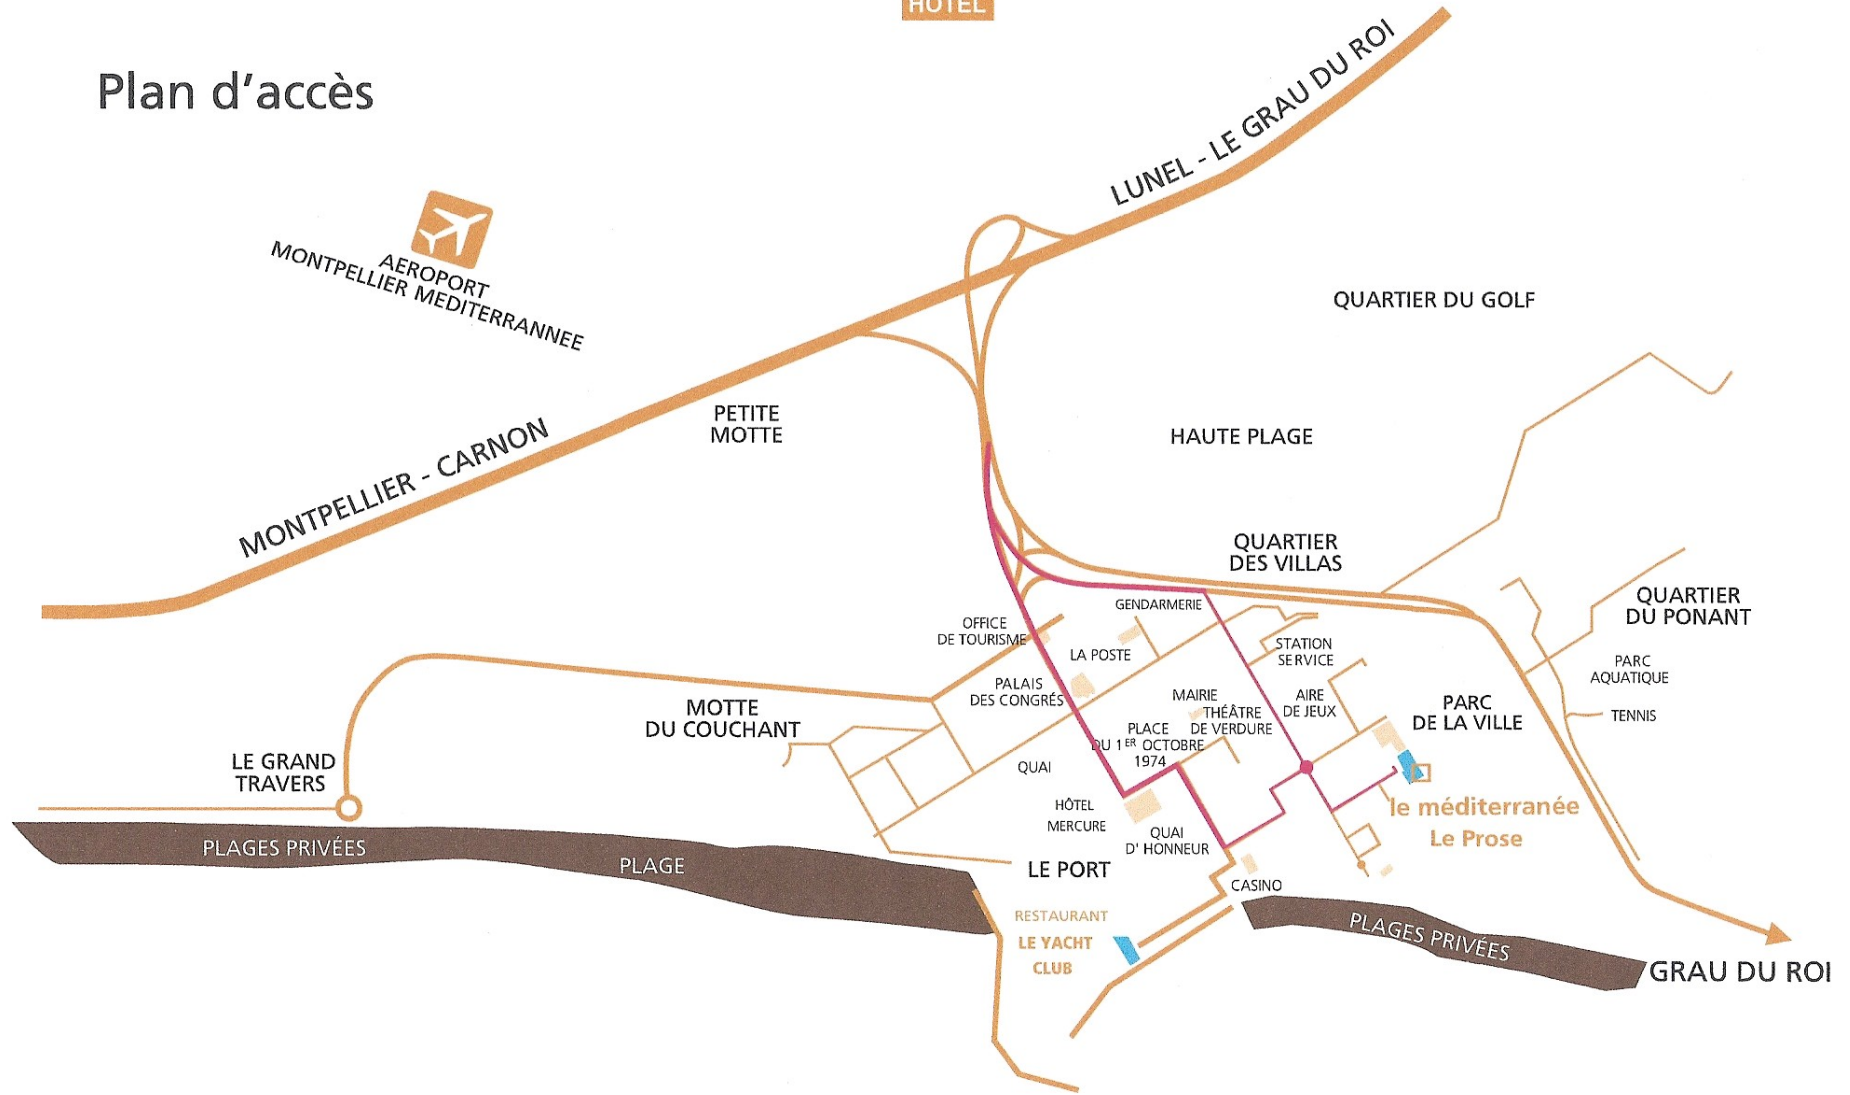 HOTEL
Plan d'accès
LUNEL - LE GRAU DU ROI
AEROPORT
MONTPELLIER MEDITERRANNEE
QUARTIER DU GOLF
PETITE
MOTTE
HAUTE PLAGE
MONTPELLIER - CARNON
QUARTIER
DES VILLAS
QUARTIER
DU PONANT
GENDARMERIE
OFFICE
DE TOURISME
LA POSTE
STATION
SERVICE
PARC
AQUATIQUE
PALAIS
DES CONGRÉS
MAIRIE
THÉÂTRE
DE VERDURE
AIRE
DE JEUX
PARC
DE LA VILLE
TENNIS
MOTTE
DU COUCHANT
PLACE
DU 1ER OCTOBRE
1974
LE GRAND
TRAVERS
QUAI
HÔTEL
MERCURE
le méditerranée
Le Prose
QUAI
D' HONNEUR
PLAGES PRIVÉES
PLAGE
LE PORT
CASINO
RESTAURANT
LE YACHT
CLUB
PLAGES PRIVÉES
GRAU DU ROI